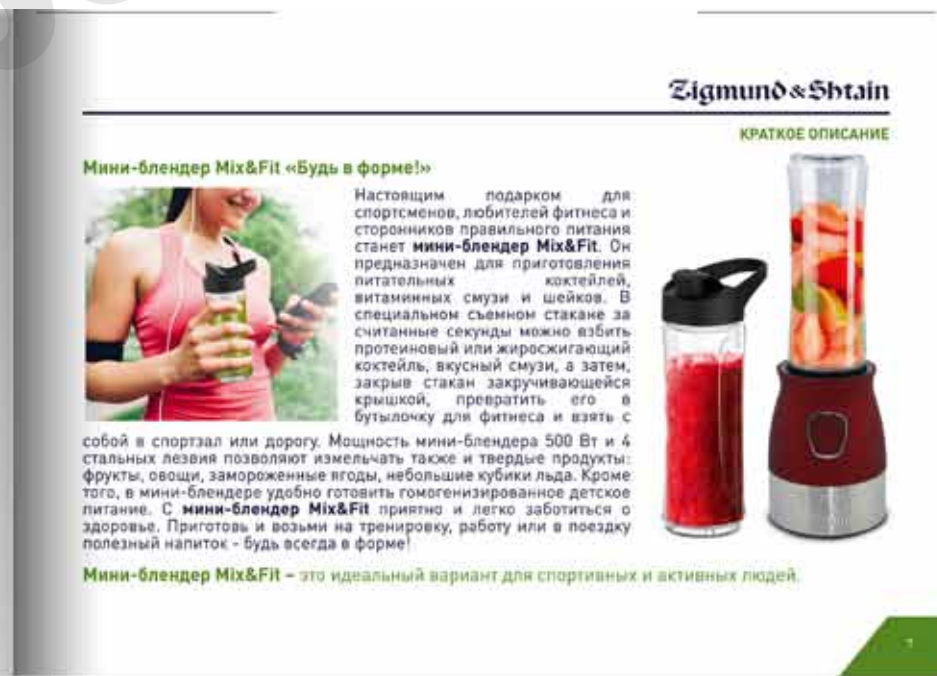 Zigmund & Shtain
КРАТКОЕ ОПИСАНИЕ
Мини-блендер Mix&Fit «Будь в форме!»
Настоящим подарком для
спортсменов, любителей фитнеса и
сторонников правильного питания
станет мини-блендер Mix&Fit. Он
предназначен для приготовления
питательных коктейлей,
витаминных смузи и шейков. В
специальном съемном стакане за
считанные секунды можно взбить
протеиновый или жиросжигающий
коктейль, вкусный смузи, а затем,
закрыв стакан закручивающейся
крышкой, превратить его в
бутылочку для фитнеса и взять с
собой в спортзал или дорогу. Мощность мини-блендера 500 Вт и 4
стальных лезвия позволяют измельчать также и твердые продукты:
фрукты, овощи, замороженные ягоды, небольшие кубики льда. Кроме
того, в мини-блендере удобно готовить гомогенизированное детское
питание. С мини-блендер Mix&Fit приятно и легко заботиться о
здоровье. Приготовь и возьми на тренировку, работу или в поездку
полезный напиток - будь всегда в форме!
Мини-блендер Mix&Fit – это идеальный вариант для спортивных и активных людей.